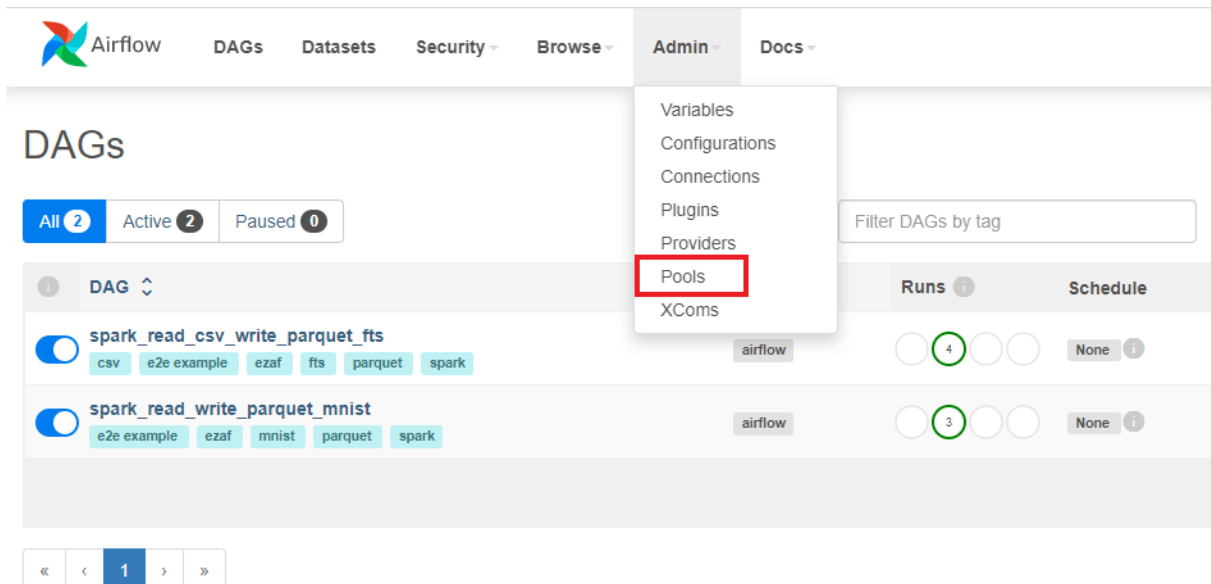 Airflow DAGs Datasets Security Browse Admin Docs
Variables
Configurations
Connections
Plugins
Providers
Pools
XComs
DAGs
All 2 Active 2 Paused 0 Filter DAGs by tag
i DAG Runs i Schedule
spark_read_csv_write_parquet_fts
csv e2e example ezaf fts parquet spark
airflow 4 None i
spark_read_write_parquet_mnist
e2e example ezaf mnist parquet spark
airflow 3 None i
« ‹ 1 › »